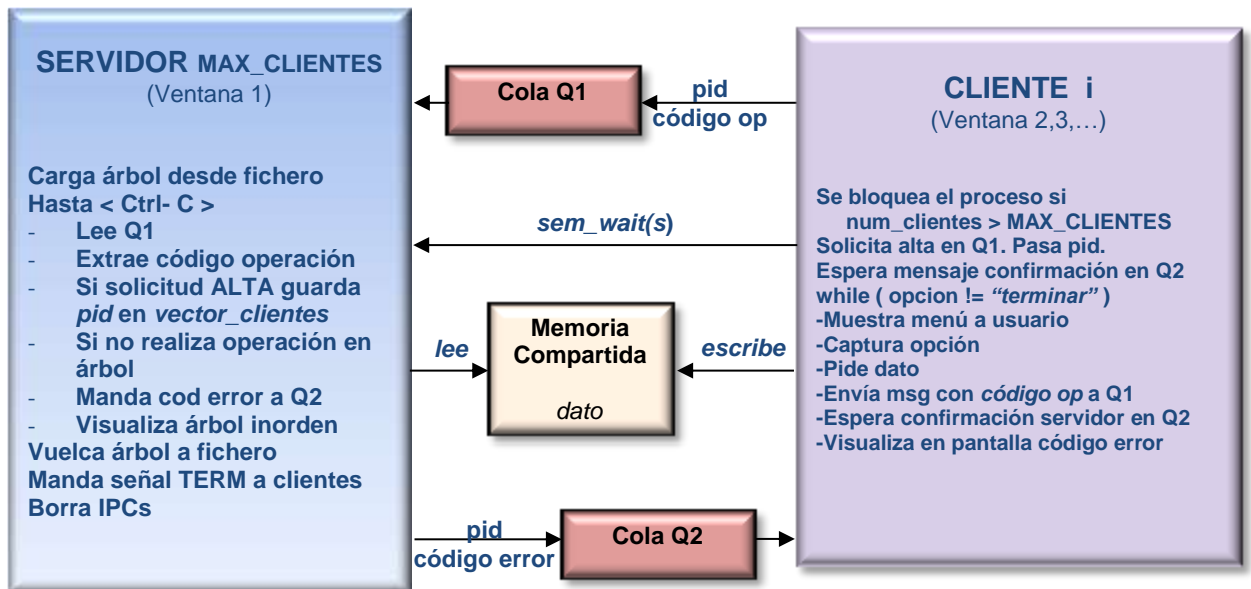 SERVIDOR MAX_CLIENTES
(Ventana 1)
Carga árbol desde fichero
Hasta < Ctrl- C >
- Lee Q1
- Extrae código operación
- Si solicitud ALTA guarda
pid en vector_clientes
- Si no realiza operación en
árbol
- Manda cod error a Q2
- Visualiza árbol inorden
Vuelca árbol a fichero
Manda señal TERM a clientes
Borra IPCs
Cola Q1
pid
código op
sem_wait(s)
lee
Memoria
Compartida
dato
escribe
pid
código error
Cola Q2
CLIENTE i
(Ventana 2,3,...)
Se bloquea el proceso si
num_clientes > MAX_CLIENTES
Solicita alta en Q1. Pasa pid.
Espera mensaje confirmación en Q2
while ( opcion != “terminar” )
-Muestra menú a usuario
-Captura opción
-Pide dato
-Envía msg con código op a Q1
-Espera confirmación servidor en Q2
-Visualiza en pantalla código error